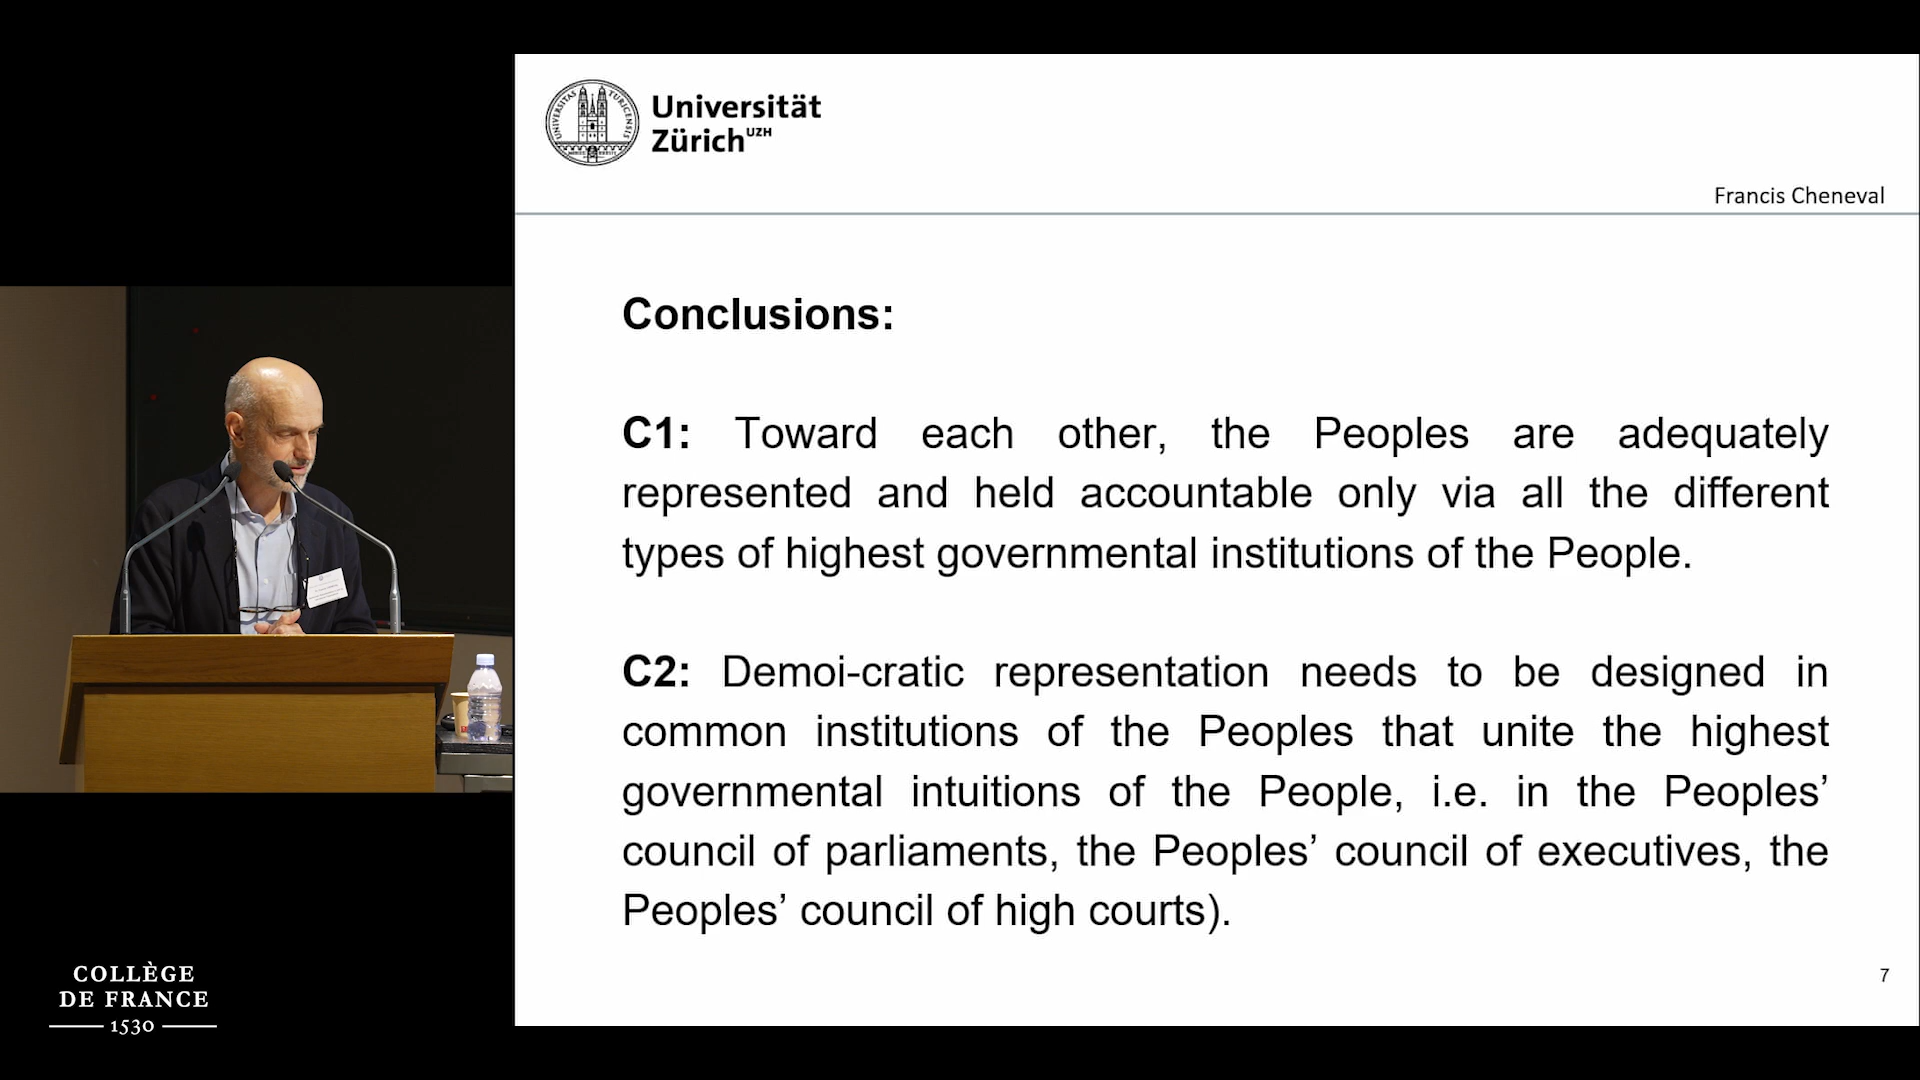 Universität
Zürich UZH
UNIVERSITAS TURICENSIS
Francis Cheneval
Conclusions:
C1: Toward each other, the Peoples are adequately
represented and held accountable only via all the different
types of highest governmental institutions of the People.
C2: Demoi-cratic representation needs to be designed in
common institutions of the Peoples that unite the highest
governmental intuitions of the People, i.e. in the Peoples’
council of parliaments, the Peoples’ council of executives, the
Peoples’ council of high courts).
7
COLLÈGE
DE FRANCE
1530